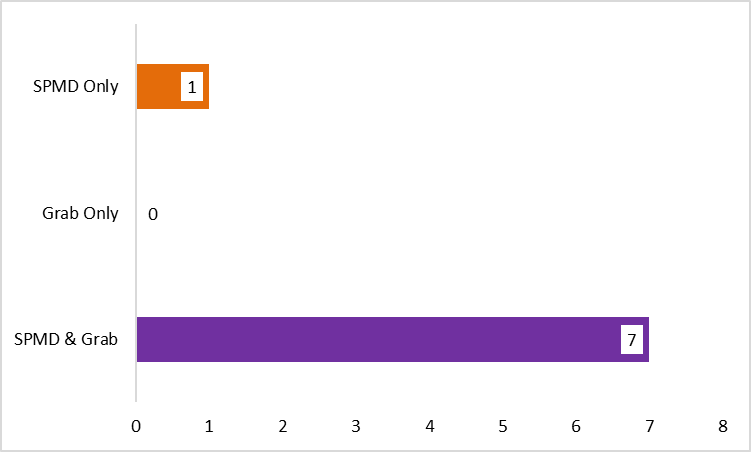 SPMD Only
1
Grab Only
0
SPMD & Grab
7
0 1 2 3 4 5 6 7 8